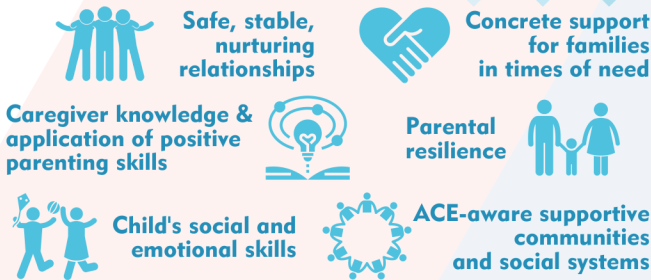 Safe, stable,
nurturing
relationships
Concrete support
for families
in times of need
Caregiver knowledge &
application of positive
parenting skills
Parental
resilience
Child's social and
emotional skills
ACE-aware supportive
communities
and social systems